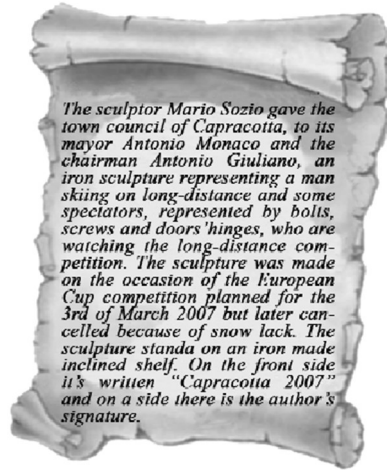 The sculptor Mario Sozio gave the
town council of Capracotta, to its
mayor Antonio Monaco and the
chairman Antonio Giuliano, an
iron sculpture representing a man
skiing on long-distance and some
spectators, represented by bolts,
screws and doors'hinges, who are
watching the long-distance com-
petition. The sculpture was made
on the occasion of the European
Cup competition planned for the
3rd of March 2007 but later can-
celled because of snow lack. The
sculpture standa on an iron made
inclined shelf. On the front side
it's written "Capracotta 2007"
and on a side there is the author's
signature.